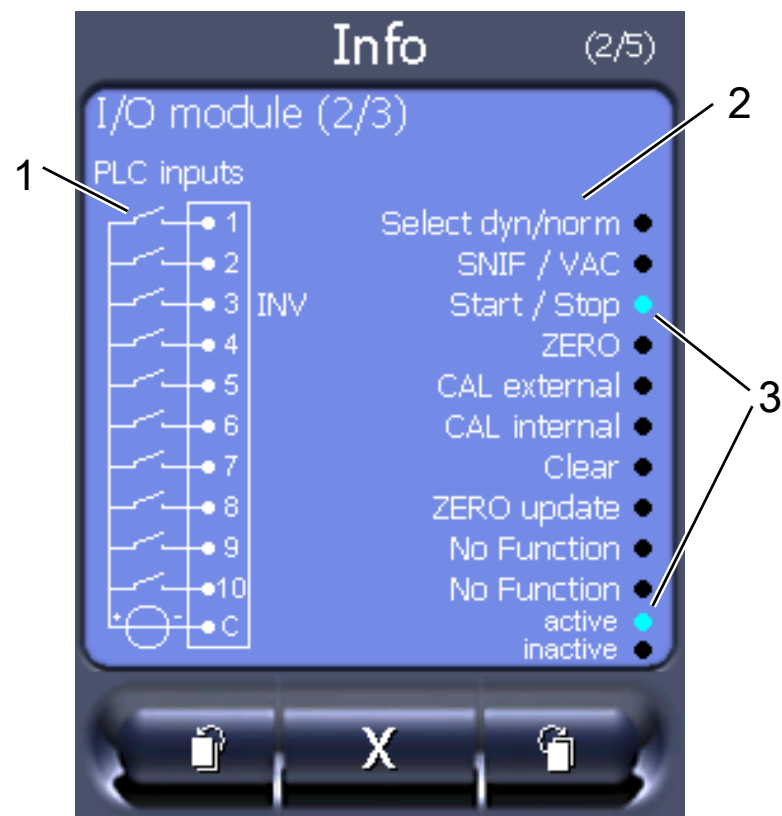 Info (2/5)
I/O module (2/3)
2
1
PLC inputs
1 Select dyn/norm
2 SNIF / VAC
3 INV Start / Stop
4 ZERO
3
5 CAL external
6 CAL internal
7 Clear
8 ZERO update
9 No Function
10 No Function
+ - C active
inactive
X